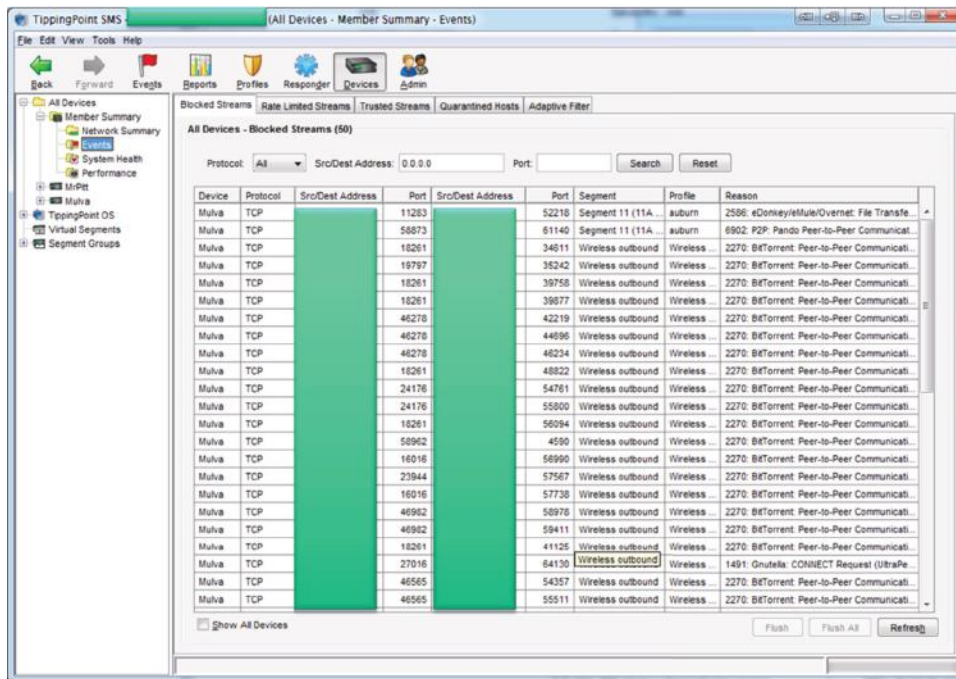 TippingPoint SMS - (All Devices - Member Summary - Events)
File Edit View Tools Help
Back Forward Events Reports Profiles Responder Devices Admin
All Devices
Member Summary
Network Summary
Events
System Health
Performance
MrPitt
Mulva
TippingPoint OS
Virtual Segments
Segment Groups
Blocked Streams Rate Limited Streams Trusted Streams Quarantined Hosts Adaptive Filter
All Devices - Blocked Streams (50)
Protocol: All Src/Dest Address: 0.0.0.0 Port: Search Reset
Device Protocol Src/Dest Address Port Src/Dest Address Port Segment Profile Reason
Mulva TCP 11283 52218 Segment 11 (11A ... auburn 2586: eDonkey/eMule/Overnet: File Transfe...
Mulva TCP 58873 61140 Segment 11 (11A ... auburn 6902: P2P: Pando Peer-to-Peer Communicat...
Mulva TCP 18261 34611 Wireless outbound Wireless ... 2270: BitTorrent: Peer-to-Peer Communicati...
Mulva TCP 19797 35242 Wireless outbound Wireless ... 2270: BitTorrent: Peer-to-Peer Communicati...
Mulva TCP 18261 39758 Wireless outbound Wireless ... 2270: BitTorrent: Peer-to-Peer Communicati...
Mulva TCP 18261 39877 Wireless outbound Wireless ... 2270: BitTorrent: Peer-to-Peer Communicati...
Mulva TCP 46278 42219 Wireless outbound Wireless ... 2270: BitTorrent: Peer-to-Peer Communicati...
Mulva TCP 46278 44696 Wireless outbound Wireless ... 2270: BitTorrent: Peer-to-Peer Communicati...
Mulva TCP 46278 46234 Wireless outbound Wireless ... 2270: BitTorrent: Peer-to-Peer Communicati...
Mulva TCP 18261 48822 Wireless outbound Wireless ... 2270: BitTorrent: Peer-to-Peer Communicati...
Mulva TCP 24176 54761 Wireless outbound Wireless ... 2270: BitTorrent: Peer-to-Peer Communicati...
Mulva TCP 24176 55800 Wireless outbound Wireless ... 2270: BitTorrent: Peer-to-Peer Communicati...
Mulva TCP 18261 56094 Wireless outbound Wireless ... 2270: BitTorrent: Peer-to-Peer Communicati...
Mulva TCP 58962 4590 Wireless outbound Wireless ... 2270: BitTorrent: Peer-to-Peer Communicati...
Mulva TCP 16016 56990 Wireless outbound Wireless ... 2270: BitTorrent: Peer-to-Peer Communicati...
Mulva TCP 23944 57567 Wireless outbound Wireless ... 2270: BitTorrent: Peer-to-Peer Communicati...
Mulva TCP 16016 57738 Wireless outbound Wireless ... 2270: BitTorrent: Peer-to-Peer Communicati...
Mulva TCP 46982 58978 Wireless outbound Wireless ... 2270: BitTorrent: Peer-to-Peer Communicati...
Mulva TCP 46982 59411 Wireless outbound Wireless ... 2270: BitTorrent: Peer-to-Peer Communicati...
Mulva TCP 18261 41125 Wireless outbound Wireless ... 2270: BitTorrent: Peer-to-Peer Communicati...
Mulva TCP 27016 64130 Wireless outbound Wireless ... 1491: Gnutella: CONNECT Request (UltraPe...
Mulva TCP 46565 54357 Wireless outbound Wireless ... 2270: BitTorrent: Peer-to-Peer Communicati...
Mulva TCP 46565 55511 Wireless outbound Wireless ... 2270: BitTorrent: Peer-to-Peer Communicati...
Show All Devices Flush Flush All Refresh